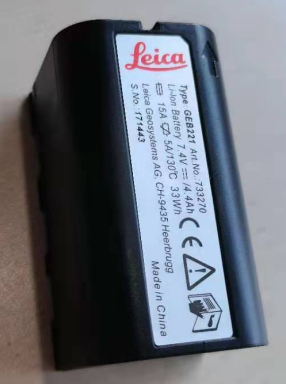 Leica
Type GEB221 Art.No. 733270
Li-Ion Battery 7.4V⎓/4.4Ah
15A 5A/130°C 33Wh
Leica Geosystems AG, CH-9435 Heerbrugg
S.No. 171443
Made in China
CE